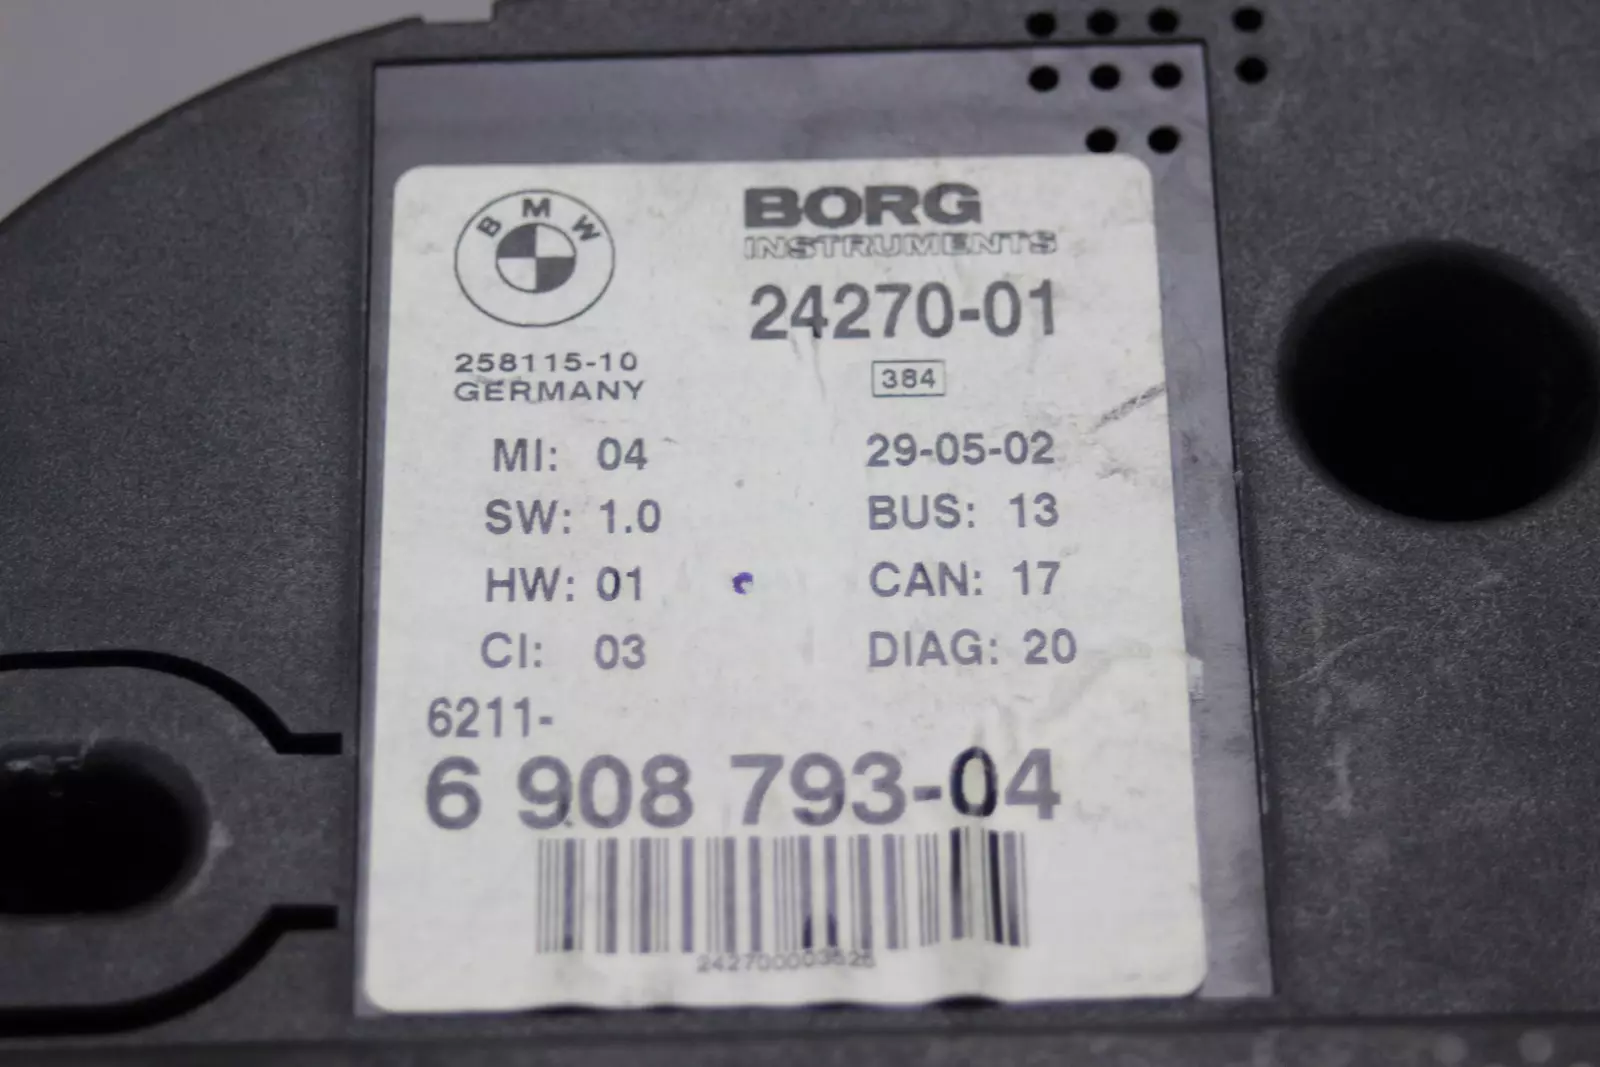 BMW
BORG
INSTRUMENTS
24270-01
258115-10
GERMANY
384
MI: 04
29-05-02
SW: 1.0
BUS: 13
HW: 01
CAN: 17
CI: 03
DIAG: 20
6211-
6 908 793-04
242700003526